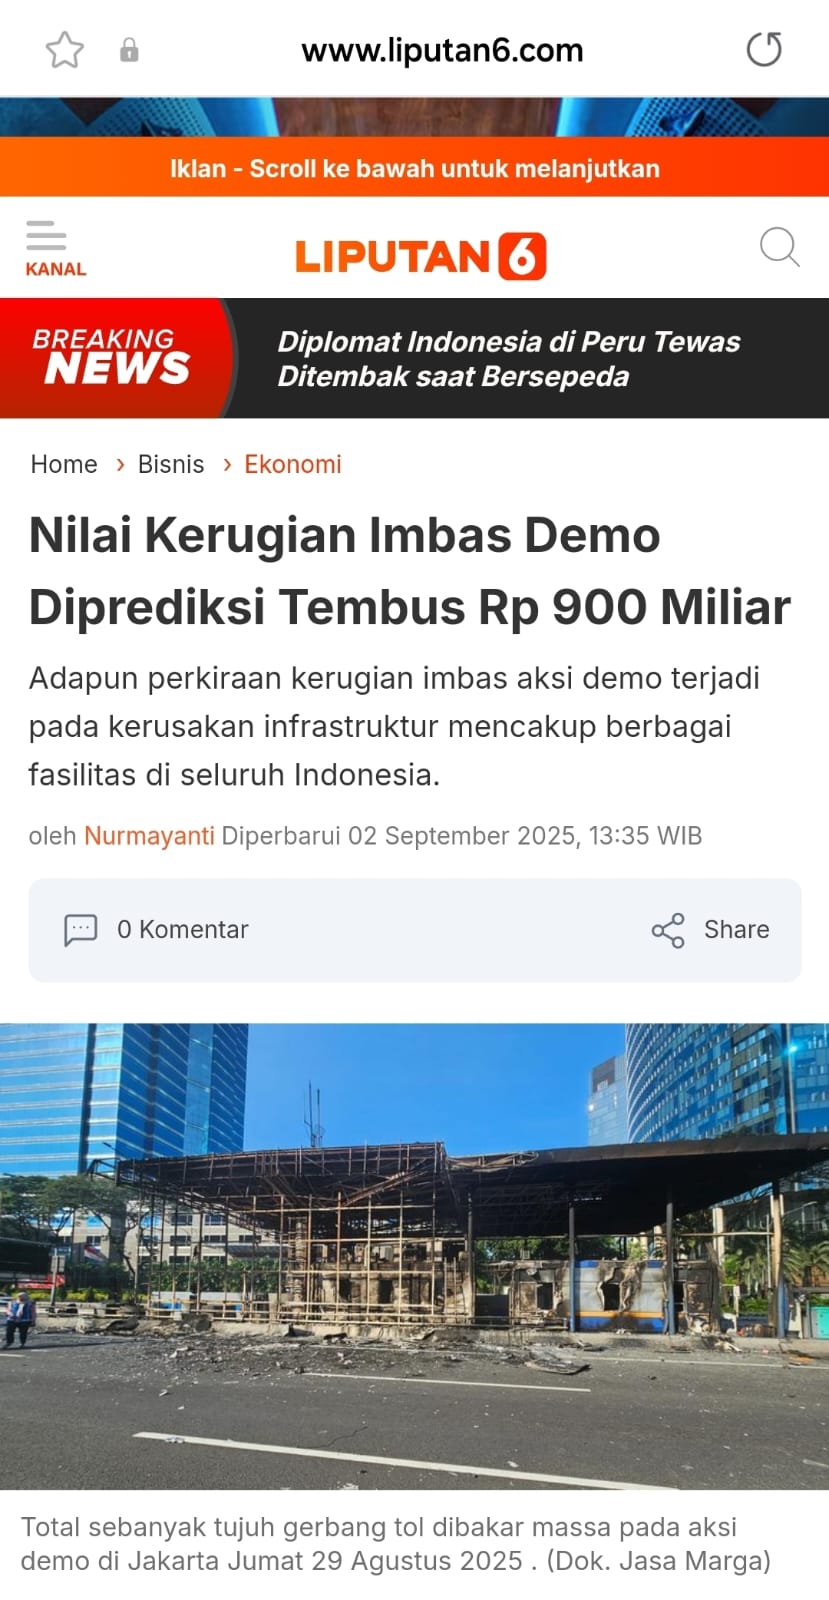 www.liputan6.com
Iklan - Scroll ke bawah untuk melanjutkan
KANAL
LIPUTAN 6
BREAKING
NEWS
Diplomat Indonesia di Peru Tewas
Ditembak saat Bersepeda
Home › Bisnis › Ekonomi
Nilai Kerugian Imbas Demo
Diprediksi Tembus Rp 900 Miliar
Adapun perkiraan kerugian imbas aksi demo terjadi
pada kerusakan infrastruktur mencakup berbagai
fasilitas di seluruh Indonesia.
oleh Nurmayanti Diperbarui 02 September 2025, 13:35 WIB
0 Komentar
Share
Total sebanyak tujuh gerbang tol dibakar massa pada aksi
demo di Jakarta Jumat 29 Agustus 2025 . (Dok. Jasa Marga)